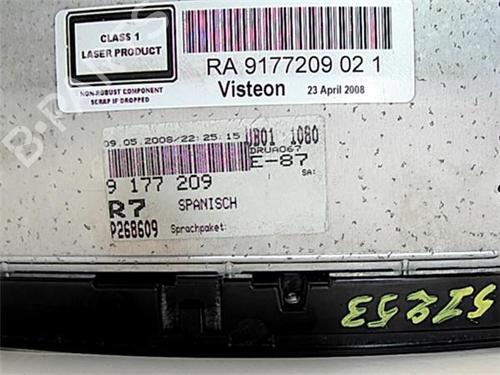 CLASS 1
LASER PRODUCT
NON-ROBUST COMPONENT
SCRAP IF DROPPED
RA 9177209 02 1
Visteon 23 April 2008
09.05.2008/22:25:15 UB01 1080
DRUA067
E-87
9 177 209 SA:
R7 SPANISCH
P268609 Sprachpaket:
51253
B-PARTS